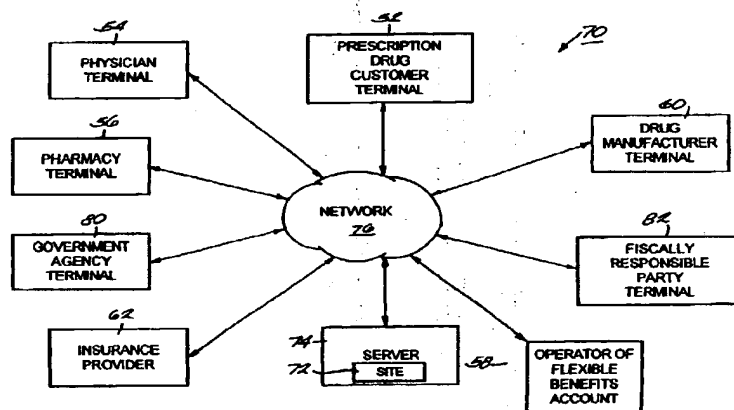 54
PHYSICIAN
TERMINAL
52
PRESCRIPTION
DRUG
CUSTOMER
TERMINAL
70
60
DRUG
MANUFACTURER
TERMINAL
56
PHARMACY
TERMINAL
NETWORK
76
80
GOVERNMENT
AGENCY
TERMINAL
82
FISCALLY
RESPONSIBLE
PARTY
TERMINAL
62
INSURANCE
PROVIDER
74
SERVER
72
SITE
58
OPERATOR OF
FLEXIBLE
BENEFITS
ACCOUNT